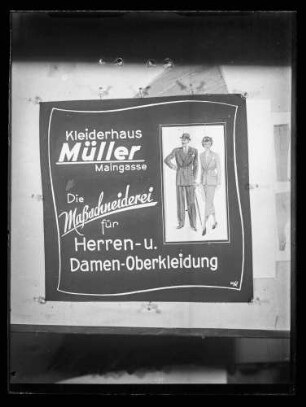 Kleiderhaus
Müller
Maingasse
Die
Maßschneiderei
für
Herren-u.
Damen-Oberkleidung